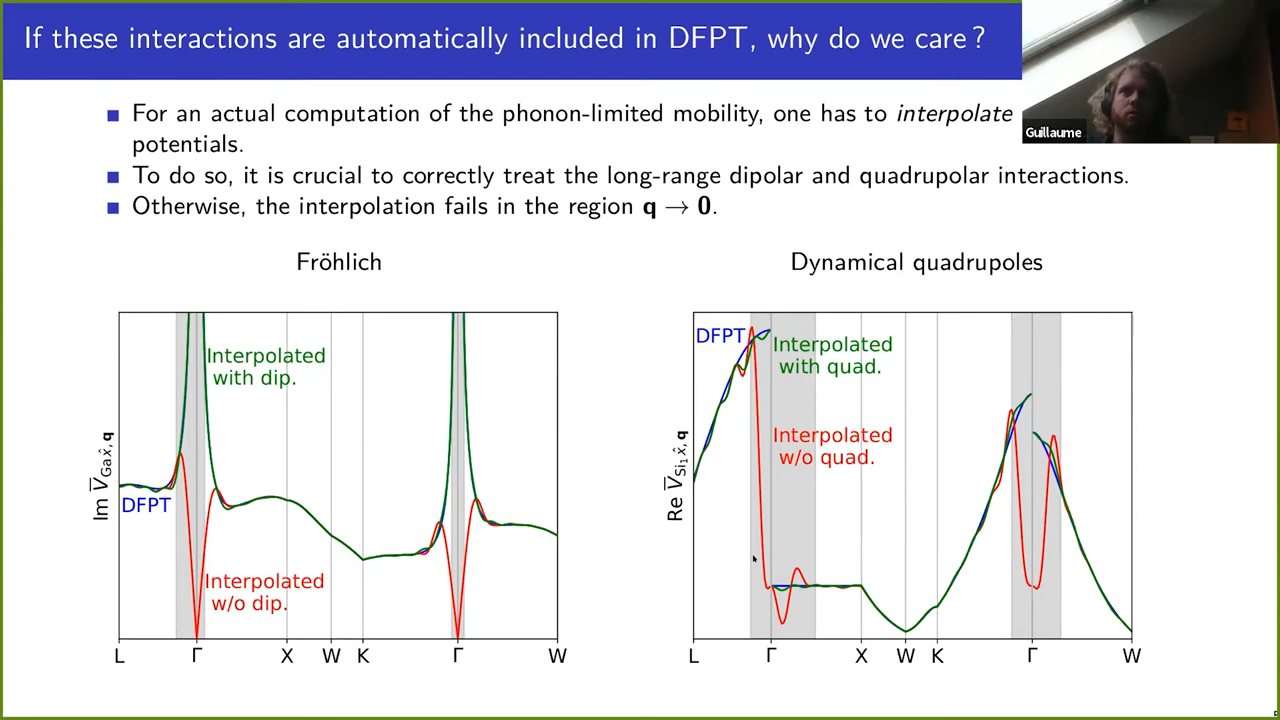 If these interactions are automatically included in DFPT, why do we care ?
For an actual computation of the phonon-limited mobility, one has to interpolate
potentials.
To do so, it is crucial to correctly treat the long-range dipolar and quadrupolar interactions.
Otherwise, the interpolation fails in the region q → 0.
Guillaume
Fröhlich
Im V̅Gax̂,q
Interpolated
with dip.
DFPT
Interpolated
w/o dip.
L Γ X W K Γ W
Dynamical quadrupoles
Re V̅Si₁x̂,q
DFPT
Interpolated
with quad.
Interpolated
w/o quad.
L Γ X W K Γ W